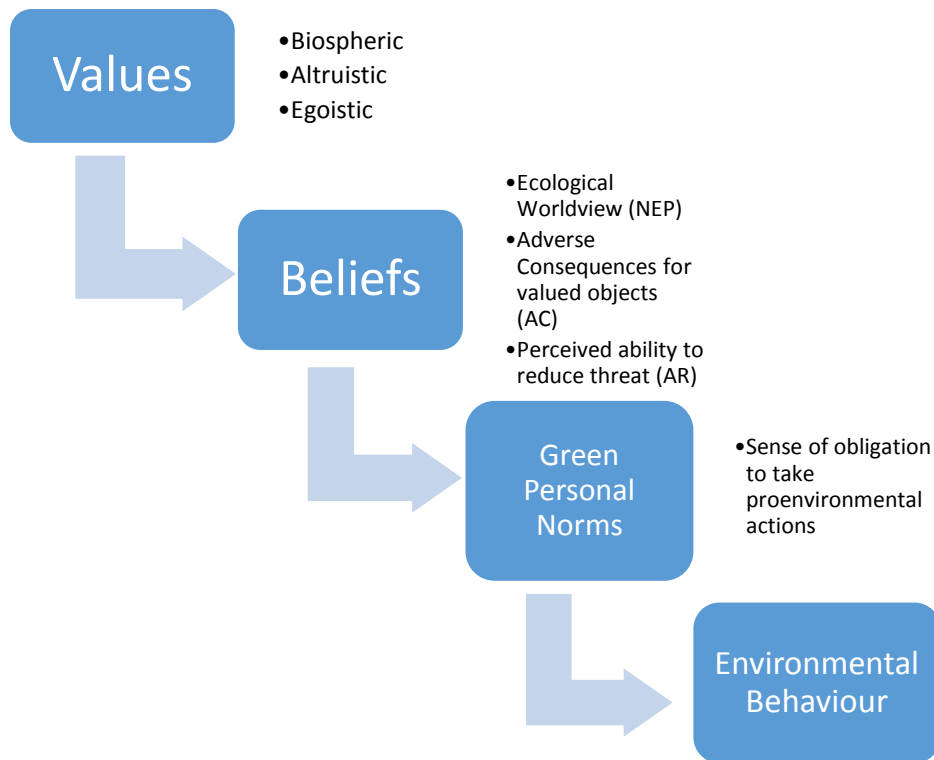 Values
•Biospheric
•Altruistic
•Egoistic
Beliefs
•Ecological
Worldview (NEP)
•Adverse
Consequences for
valued objects
(AC)
•Perceived ability to
reduce threat (AR)
Green
Personal
Norms
•Sense of obligation
to take
proenvironmental
actions
Environmental
Behaviour